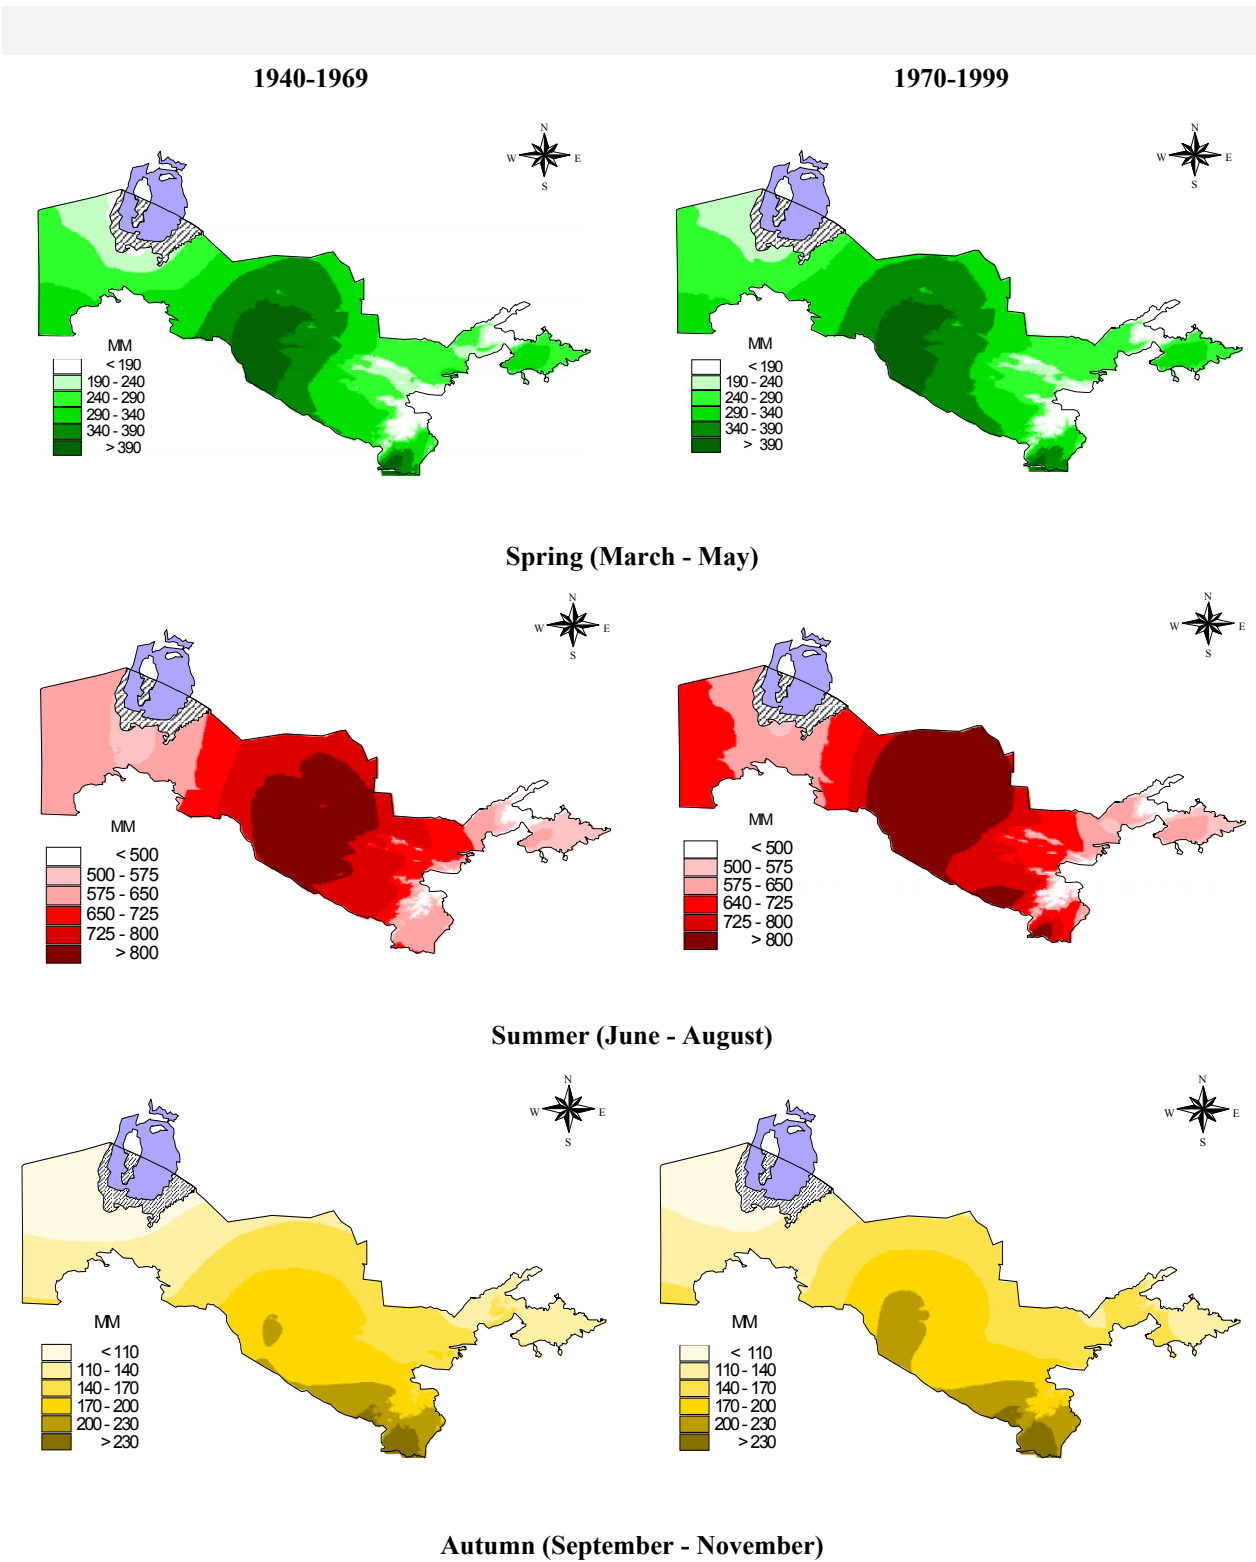 1940-1969
1970-1999
N
W
E
S
N
W
E
S
MM
< 190
190 - 240
240 - 290
290 - 340
340 - 390
> 390
MM
< 190
190 - 240
240 - 290
290 - 340
340 - 390
> 390
Spring (March - May)
N
W
E
S
N
W
E
S
MM
< 500
500 - 575
575 - 650
650 - 725
725 - 800
> 800
MM
< 500
500 - 575
575 - 650
640 - 725
725 - 800
> 800
Summer (June - August)
N
W
E
S
N
W
E
S
MM
< 110
110 - 140
140 - 170
170 - 200
200 - 230
> 230
MM
< 110
110 - 140
140 - 170
170 - 200
200 - 230
> 230
Autumn (September - November)